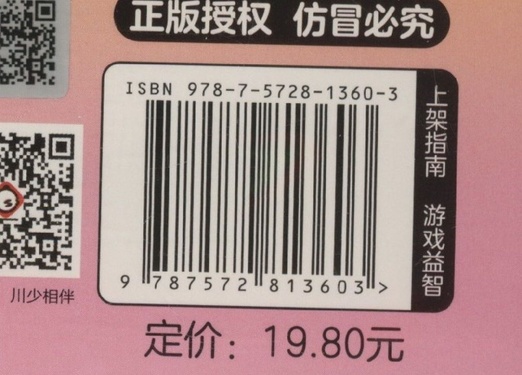 正版授权 仿冒必究
ISBN 978-7-5728-1360-3
9 787572 813603 >
上架指南 游戏益智
川少相伴
定价：19.80元